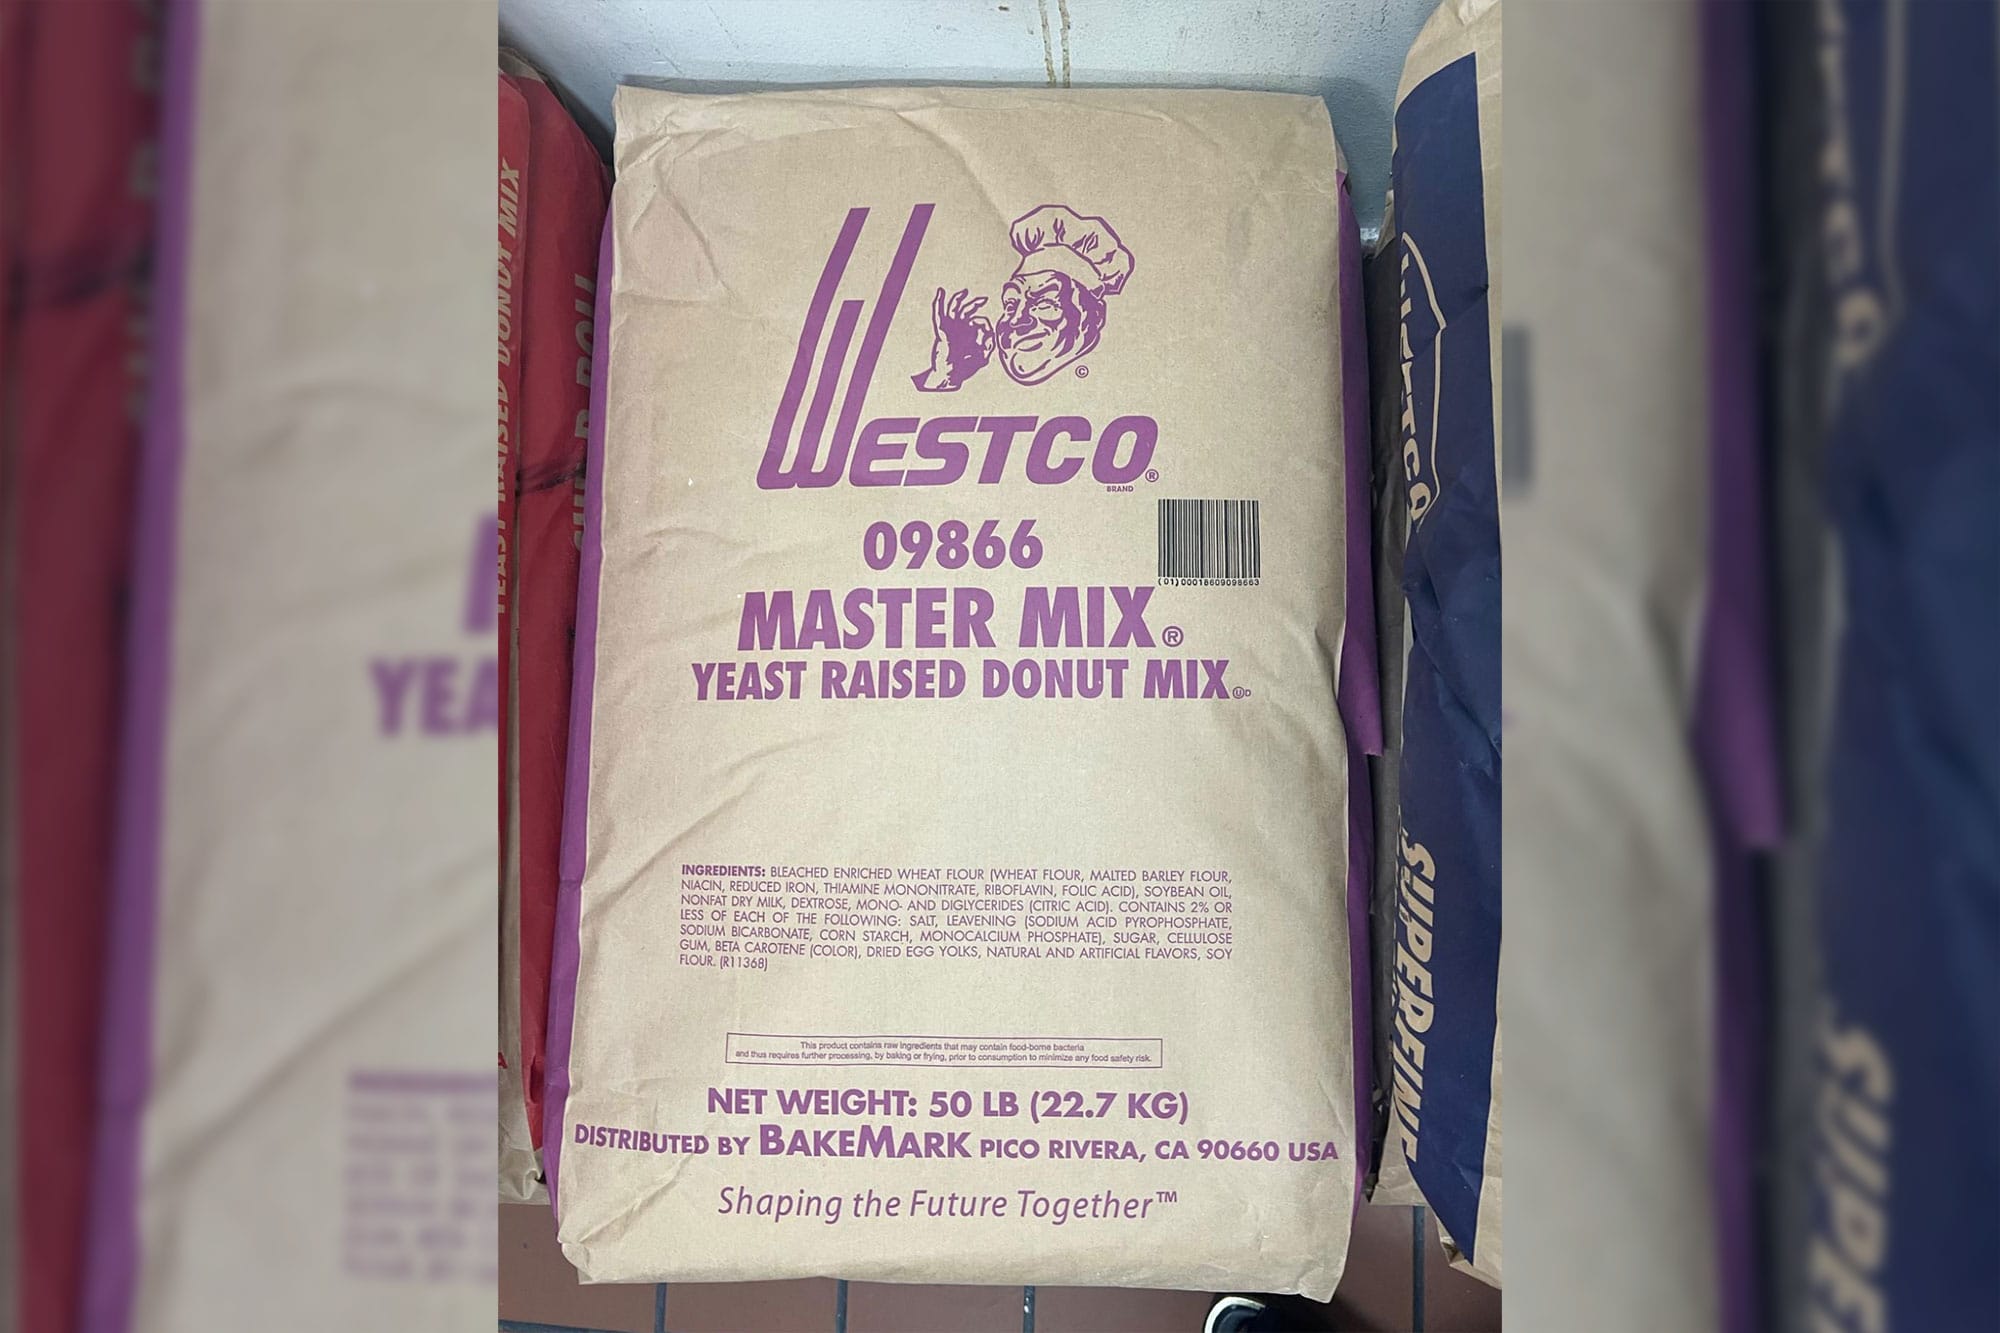 WESTCO®
BRAND
09866
(01)00018609098663
MASTER MIX®
YEAST RAISED DONUT MIX ⓊD
INGREDIENTS: BLEACHED ENRICHED WHEAT FLOUR (WHEAT FLOUR, MALTED BARLEY FLOUR,
NIACIN, REDUCED IRON, THIAMINE MONONITRATE, RIBOFLAVIN, FOLIC ACID), SOYBEAN OIL,
NONFAT DRY MILK, DEXTROSE, MONO- AND DIGLYCERIDES (CITRIC ACID). CONTAINS 2% OR
LESS OF EACH OF THE FOLLOWING: SALT, LEAVENING (SODIUM ACID PYROPHOSPHATE,
SODIUM BICARBONATE, CORN STARCH, MONOCALCIUM PHOSPHATE), SUGAR, CELLULOSE
GUM, BETA CAROTENE (COLOR), DRIED EGG YOLKS, NATURAL AND ARTIFICIAL FLAVORS, SOY
FLOUR. (R11368)
This product contains raw ingredients that may contain food-borne bacteria
and thus requires further processing, by baking or frying, prior to consumption to minimize any food safety risk.
NET WEIGHT: 50 LB (22.7 KG)
DISTRIBUTED BY BAKEMARK PICO RIVERA, CA 90660 USA
Shaping the Future Together™
YEAST RAISED DONUT MIX
WESTCO
SUPERFINE